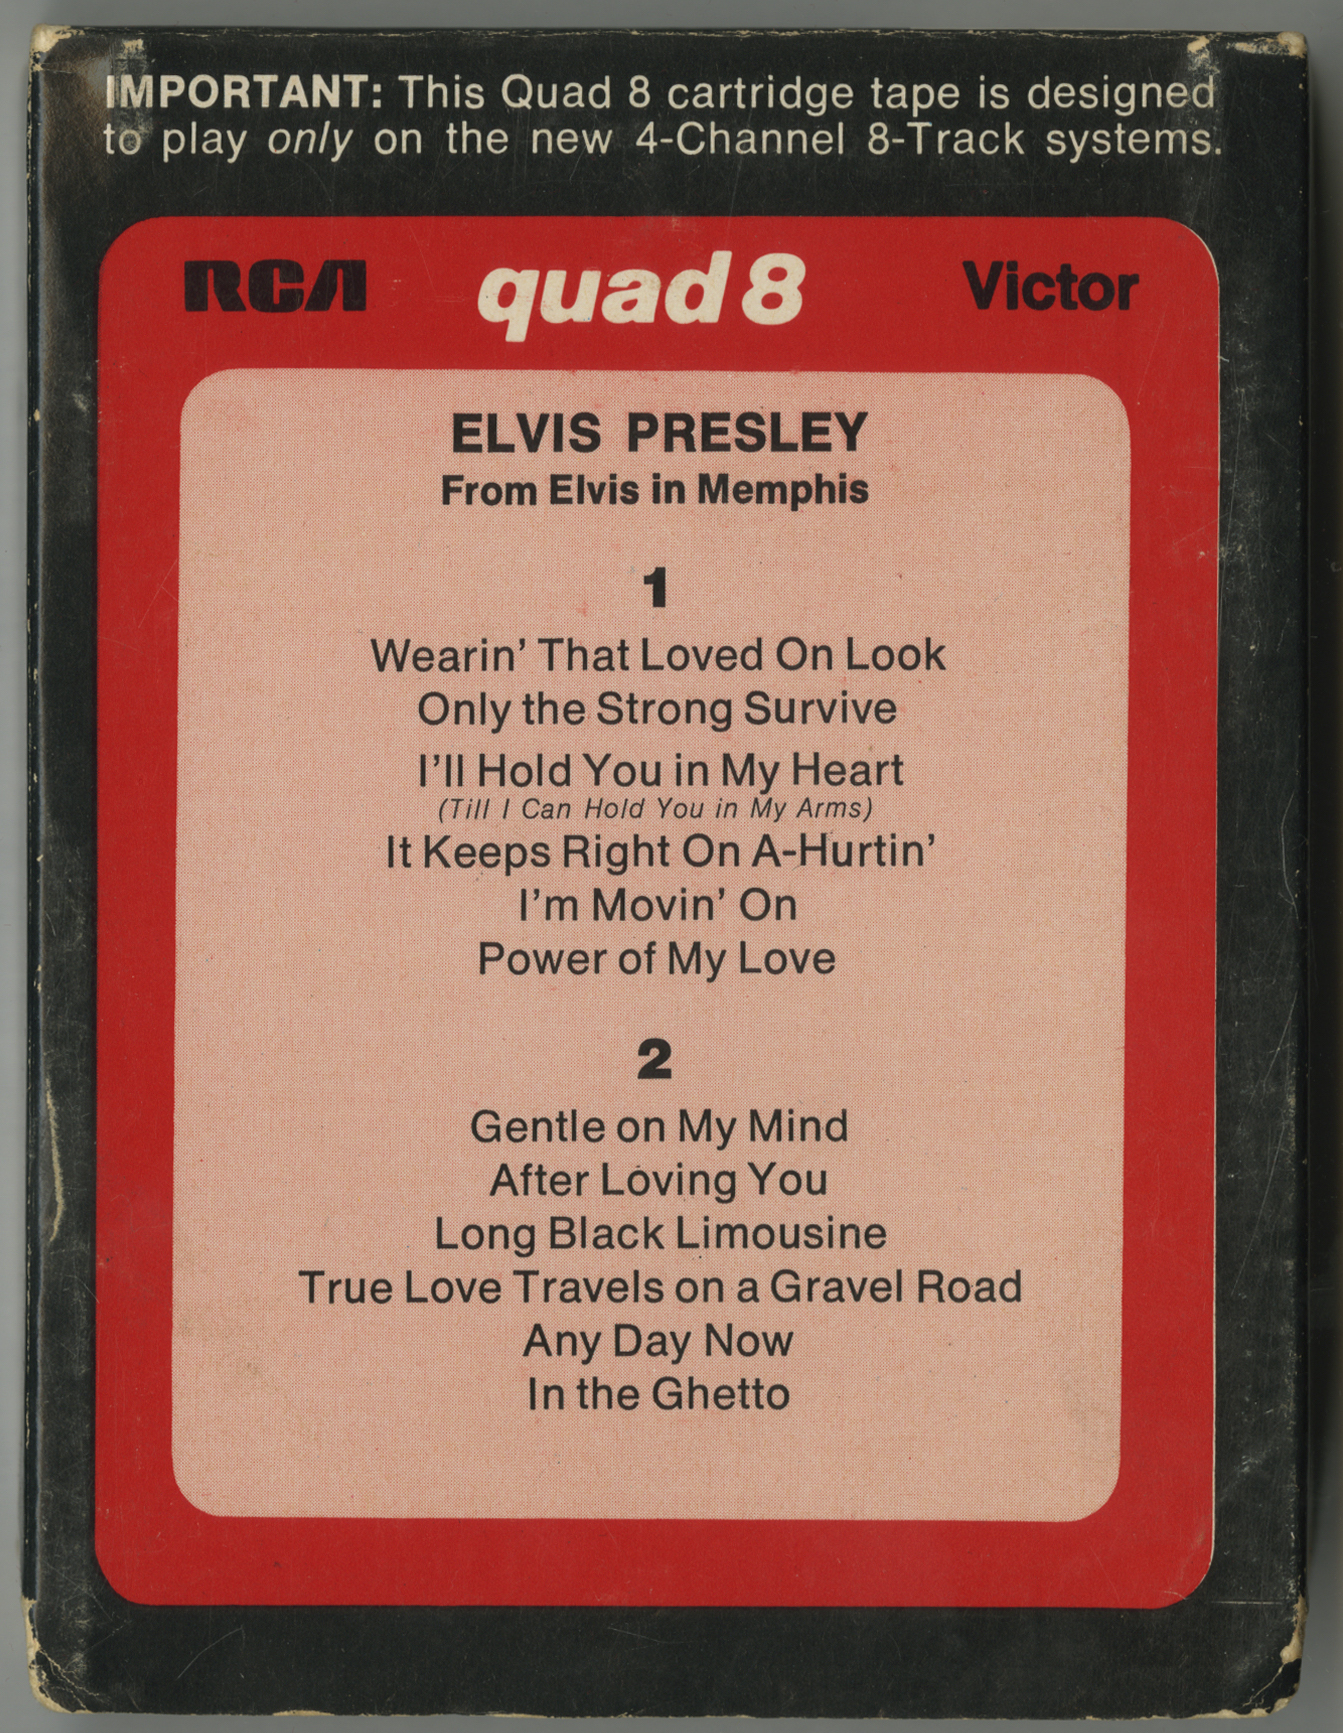 IMPORTANT: This Quad 8 cartridge tape is designed
to play only on the new 4-Channel 8-Track systems.
RCA quad 8 Victor
ELVIS PRESLEY
From Elvis in Memphis
1
Wearin' That Loved On Look
Only the Strong Survive
I'll Hold You in My Heart
(Till I Can Hold You in My Arms)
It Keeps Right On A-Hurtin'
I'm Movin' On
Power of My Love
2
Gentle on My Mind
After Loving You
Long Black Limousine
True Love Travels on a Gravel Road
Any Day Now
In the Ghetto